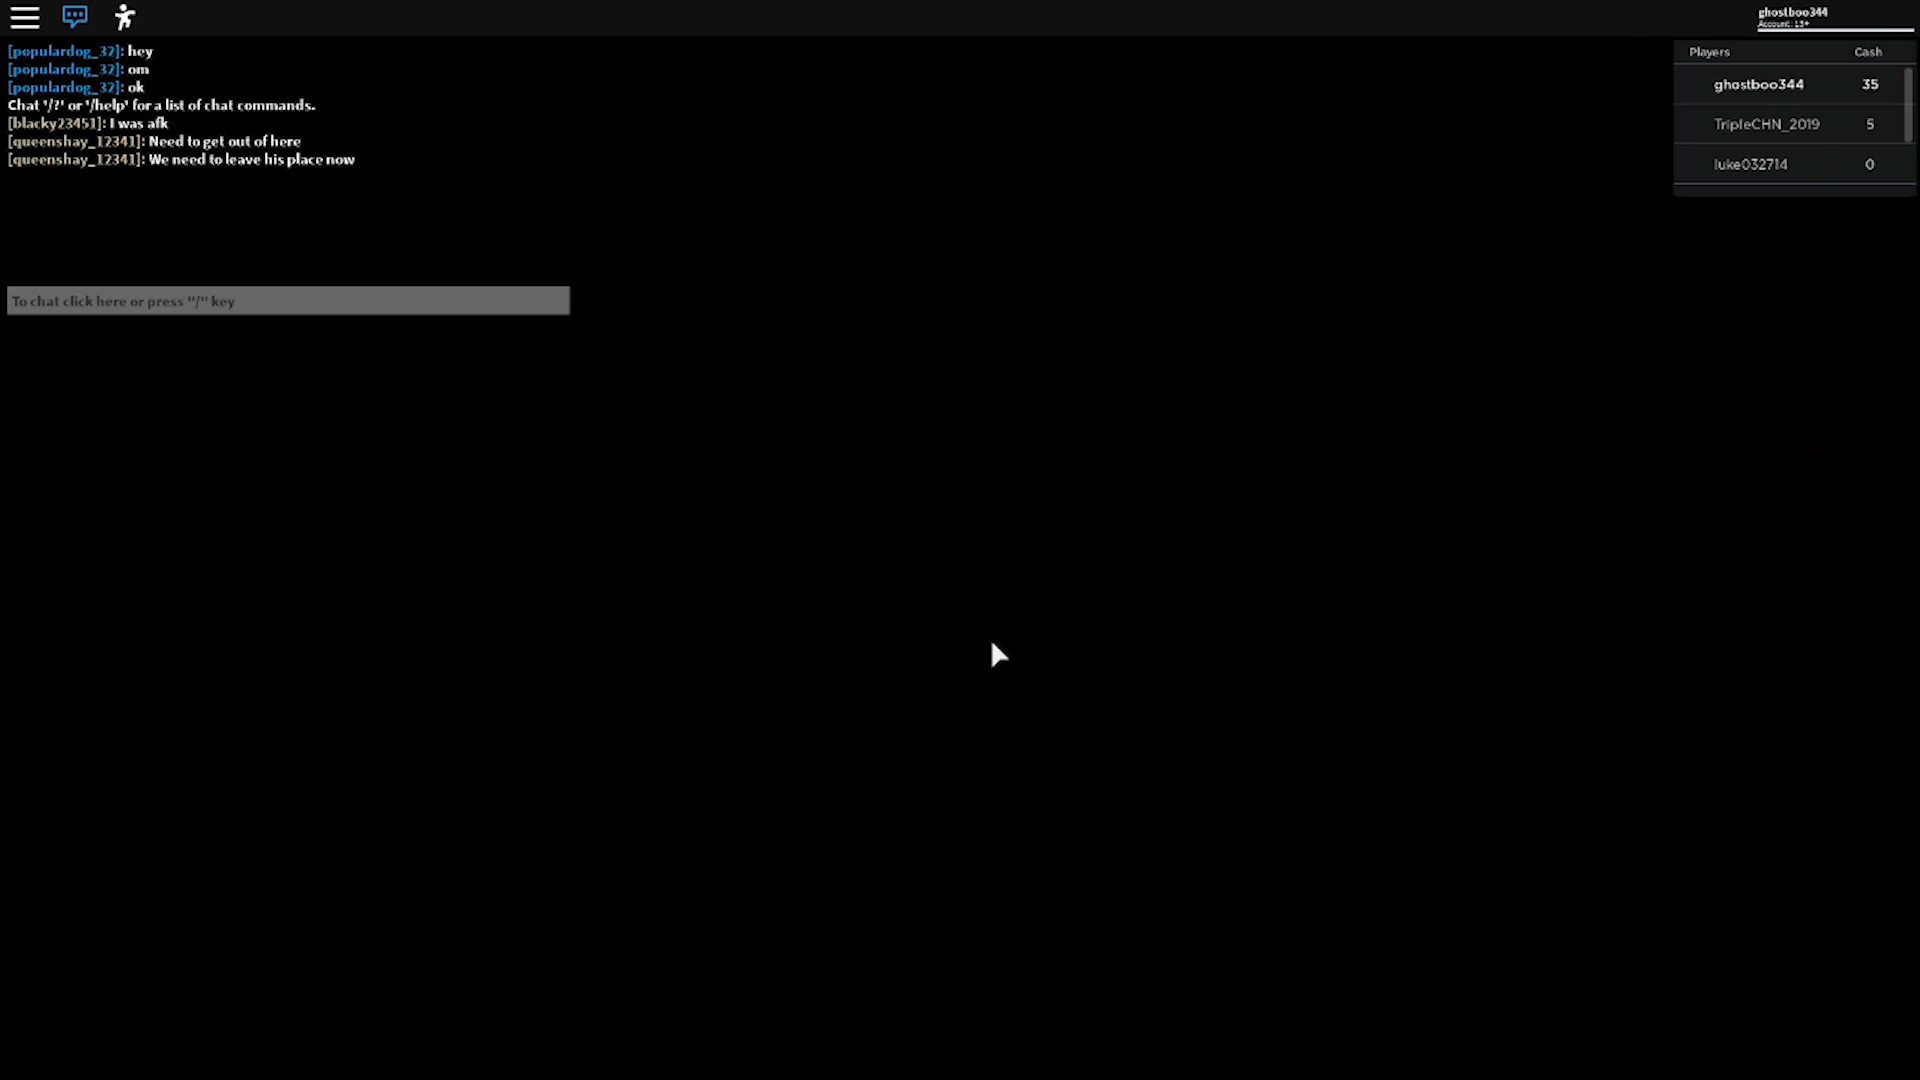 ghostboo344
Account: 13+
[populardog_32]: hey
[populardog_32]: om
[populardog_32]: ok
Chat '/?' or '/help' for a list of chat commands.
[blacky23451]: I was afk
[queenshay_12341]: Need to get out of here
[queenshay_12341]: We need to leave his place now
To chat click here or press "/" key
Players Cash
ghostboo344 35
TripleCHN_2019 5
luke032714 0